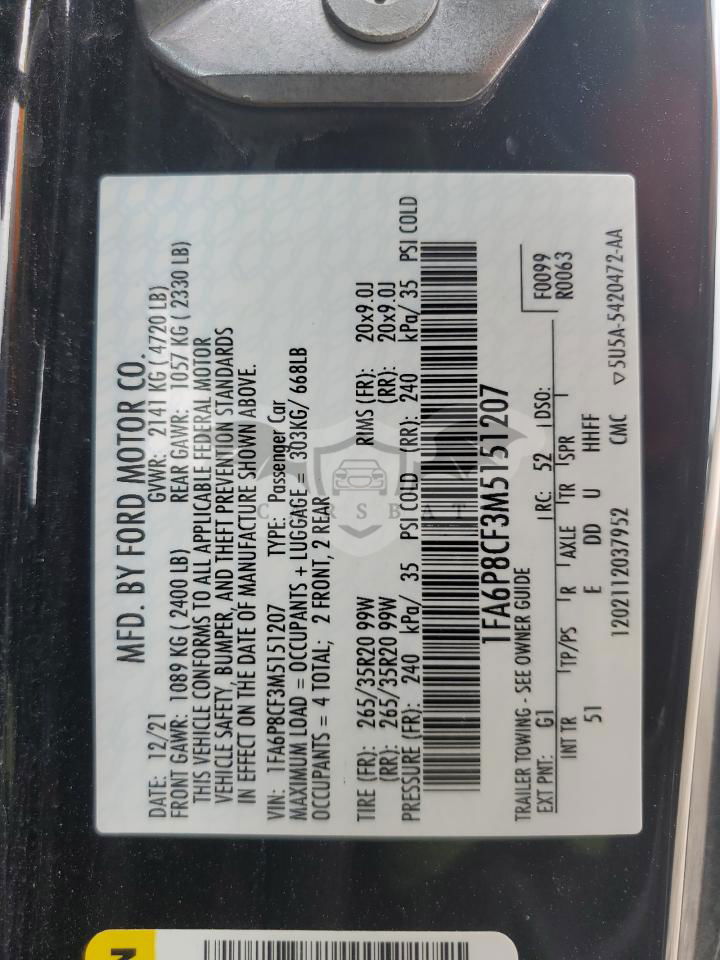 MFD. BY FORD MOTOR CO.
DATE: 12/21 GVWR: 2141 KG ( 4720 LB)
FRONT GAWR: 1089 KG ( 2400 LB) REAR GAWR: 1057 KG ( 2330 LB)
THIS VEHICLE CONFORMS TO ALL APPLICABLE FEDERAL MOTOR
VEHICLE SAFETY, BUMPER, AND THEFT PREVENTION STANDARDS
IN EFFECT ON THE DATE OF MANUFACTURE SHOWN ABOVE.
VIN: 1FA6P8CF3M5151207 TYPE: Passenger Car
MAXIMUM LOAD = OCCUPANTS + LUGGAGE = 303KG/ 668LB
OCCUPANTS = 4 TOTAL; 2 FRONT, 2 REAR
TIRE (FR): 265/35R20 99W RIMS (FR): 20x9.0J
(RR): 265/35R20 99W (RR): 20x9.0J
PRESSURE (FR): 240 kPa/ 35 PSI COLD (RR): 240 kPa/ 35 PSI COLD
1FA6P8CF3M5151207
TRAILER TOWING - SEE OWNER GUIDE
F0099
EXT PNT: G1 RC: 52 DSO: R0063
INT TR TP/PS R AXLE TR SPR
51 E DD U HHFF
1202112037952 CMC ▽5U5A-5420472-AA
CARSBAT
N